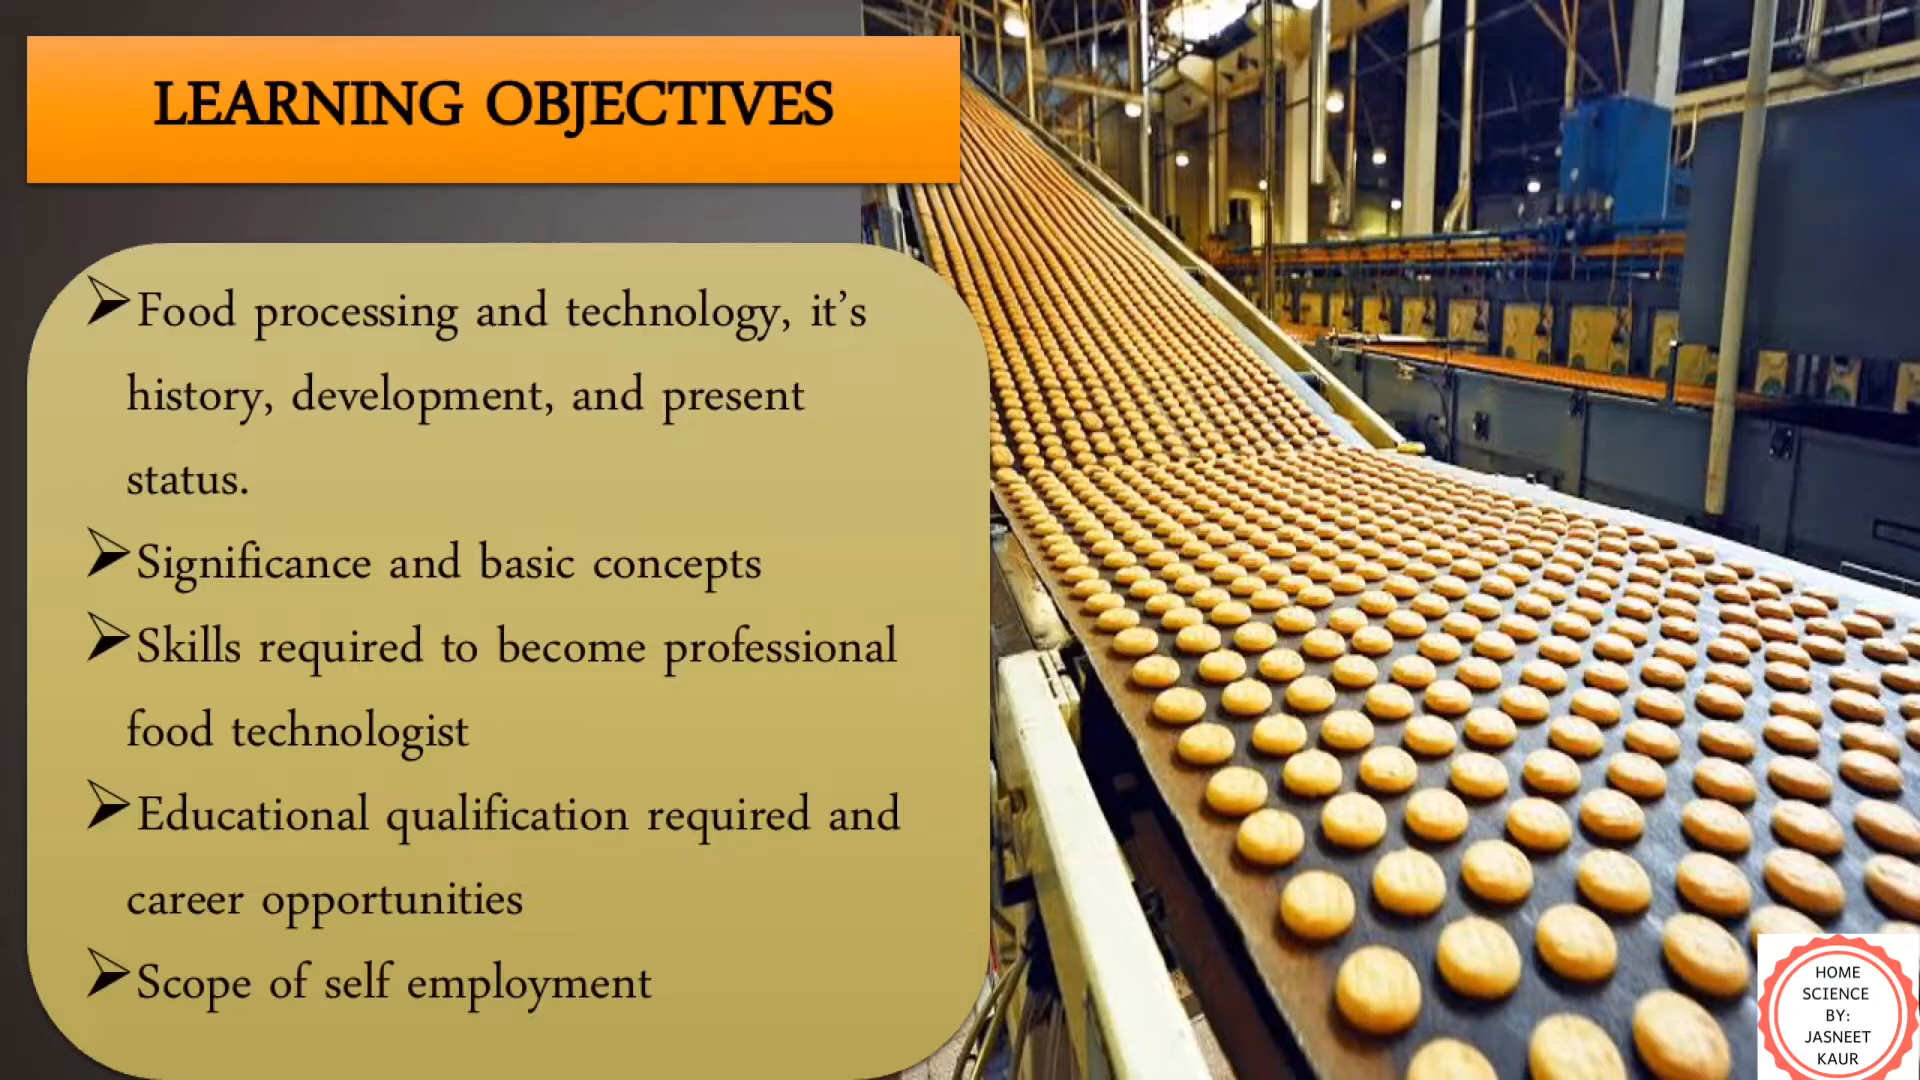 LEARNING OBJECTIVES
➢Food processing and technology, it’s
history, development, and present
status.
➢Significance and basic concepts
➢Skills required to become professional
food technologist
➢Educational qualification required and
career opportunities
➢Scope of self employment
HOME
SCIENCE
BY:
JASNEET
KAUR